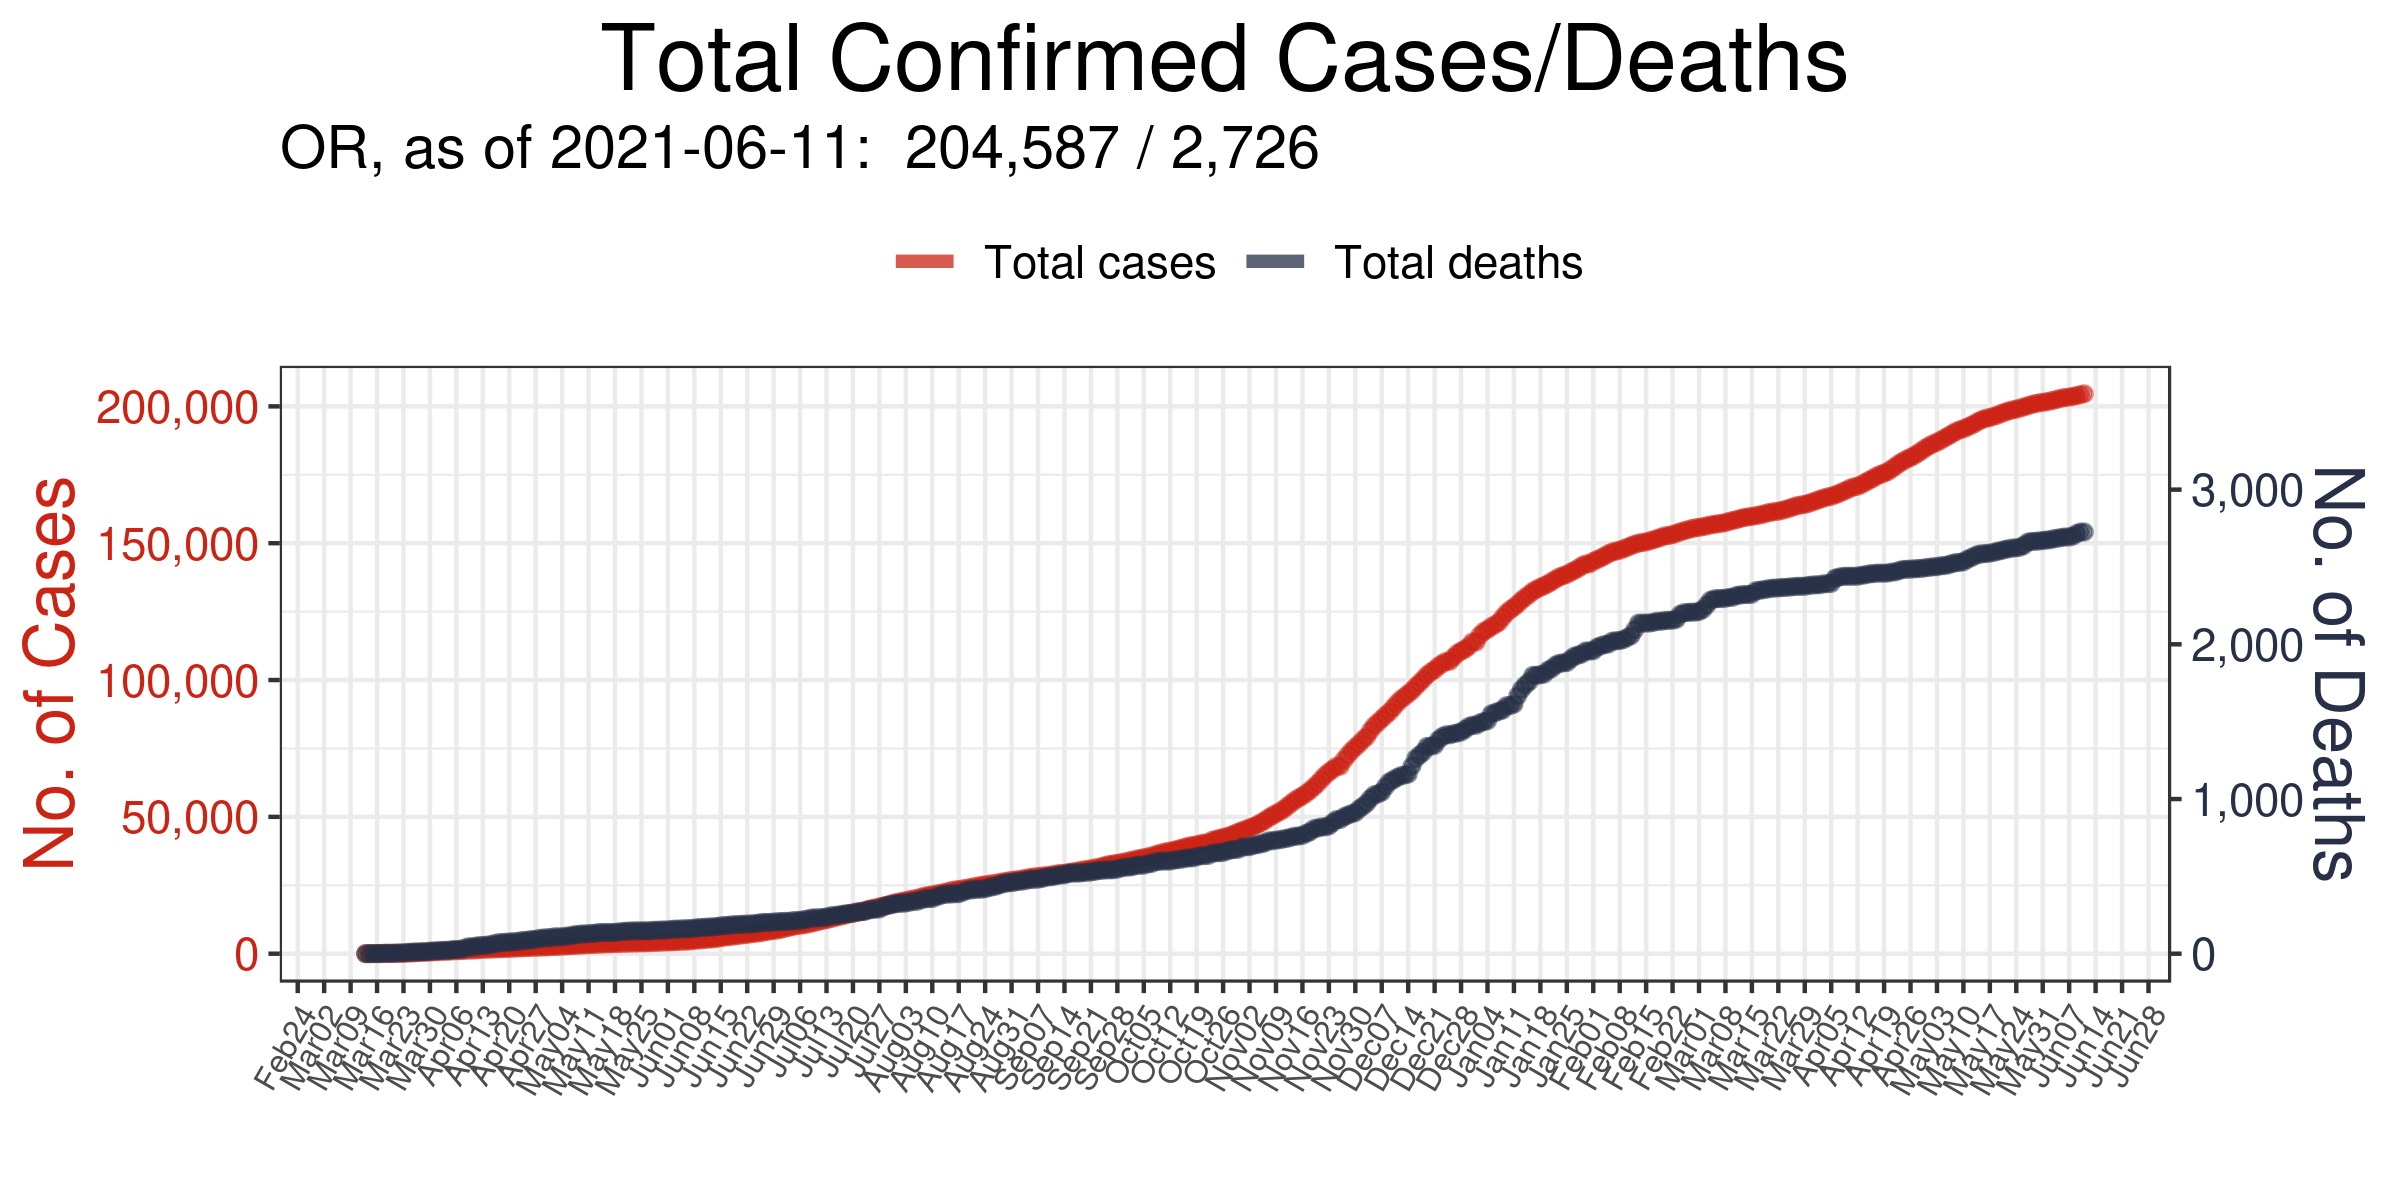 Total Confirmed Cases/Deaths
OR, as of 2021-06-11:  204,587 / 2,726
Total cases
Total deaths
No. of Cases
200,000
150,000
100,000
50,000
0
3,000
2,000
1,000
0
No. of Deaths
Feb24
Mar02
Mar09
Mar16
Mar23
Mar30
Apr06
Apr13
Apr20
Apr27
May04
May11
May18
May25
Jun01
Jun08
Jun15
Jun22
Jun29
Jul06
Jul13
Jul20
Jul27
Aug03
Aug10
Aug17
Aug24
Aug31
Sep07
Sep14
Sep21
Sep28
Oct05
Oct12
Oct19
Oct26
Nov02
Nov09
Nov16
Nov23
Nov30
Dec07
Dec14
Dec21
Dec28
Jan04
Jan11
Jan18
Jan25
Feb01
Feb08
Feb15
Feb22
Mar01
Mar08
Mar15
Mar22
Mar29
Apr05
Apr12
Apr19
Apr26
May03
May10
May17
May24
May31
Jun07
Jun14
Jun21
Jun28